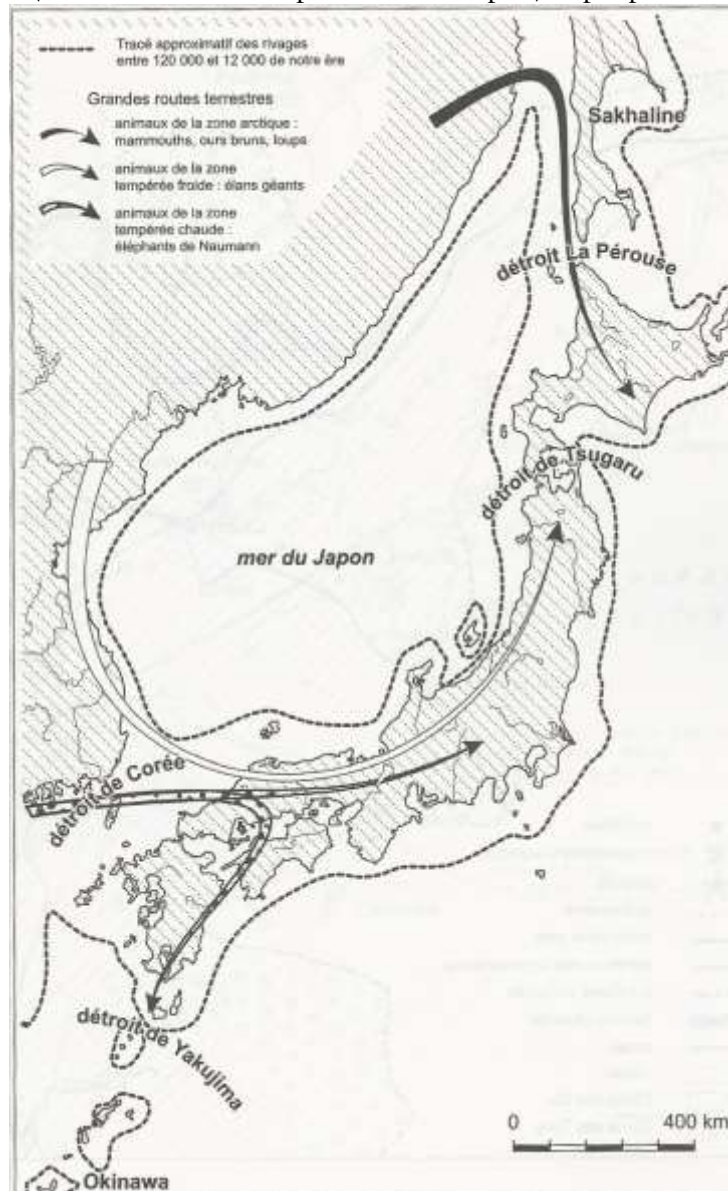 Tracé approximatif des rivages
entre 120 000 et 12 000 de notre ère
Grandes routes terrestres
animaux de la zone arctique :
mammouths, ours bruns, loups
animaux de la zone
tempérée froide : élans géants
animaux de la zone
tempérée chaude :
éléphants de Naumann
Sakhaline
détroit La Pérouse
détroit de Tsugaru
mer du Japon
détroit de Corée
détroit de Yakujima
0 400 km
Okinawa